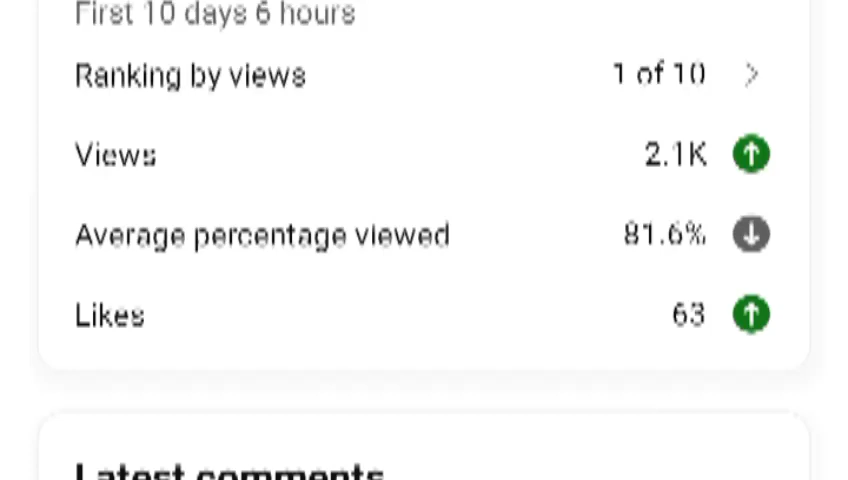 First 10 days 6 hours
Ranking by views 1 of 10
Views 2.1K
Average percentage viewed 81.6%
Likes 63
Latest comments